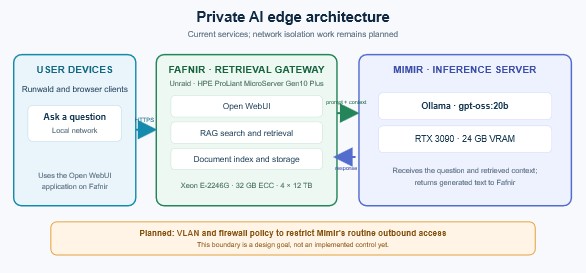 Private AI edge architecture
Current services; network isolation work remains planned
USER DEVICES
Runwald and browser clients
Ask a question
Local network
Uses the Open WebUI
application on Fafnir
HTTPS
FAFNIR · RETRIEVAL GATEWAY
Unraid · HPE ProLiant MicroServer Gen10 Plus
Open WebUI
RAG search and retrieval
Document index and storage
Xeon E-2246G · 32 GB ECC · 4 × 12 TB
prompt + context
response
MIMIR · INFERENCE SERVER
Ollama · gpt-oss:20b
RTX 3090 · 24 GB VRAM
Receives the question and retrieved context;
returns generated text to Fafnir
Planned: VLAN and firewall policy to restrict Mimir's routine outbound access
This boundary is a design goal, not an implemented control yet.